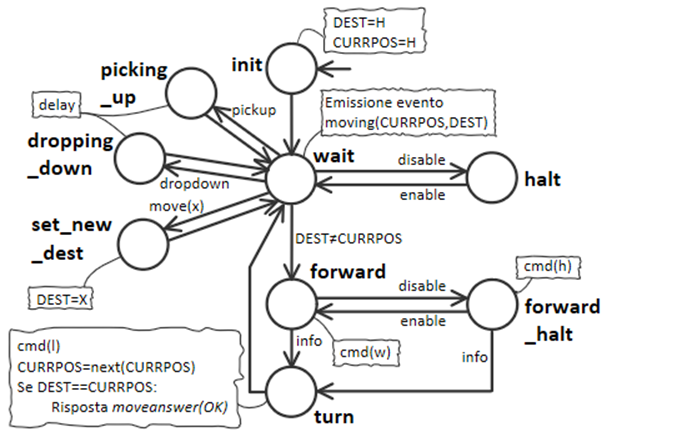 DEST=H
CURRPOS=H
init
picking
_up
pickup
delay
Emissione evento
moving(CURRPOS,DEST)
dropping
_down
wait
disable
enable
halt
dropdown
move(x)
set_new
_dest
DEST≠CURRPOS
DEST=X
forward
disable
enable
cmd(h)
forward
_halt
info
cmd(w)
info
cmd(l)
CURRPOS=next(CURRPOS)
Se DEST==CURRPOS:
Risposta moveanswer(OK)
turn